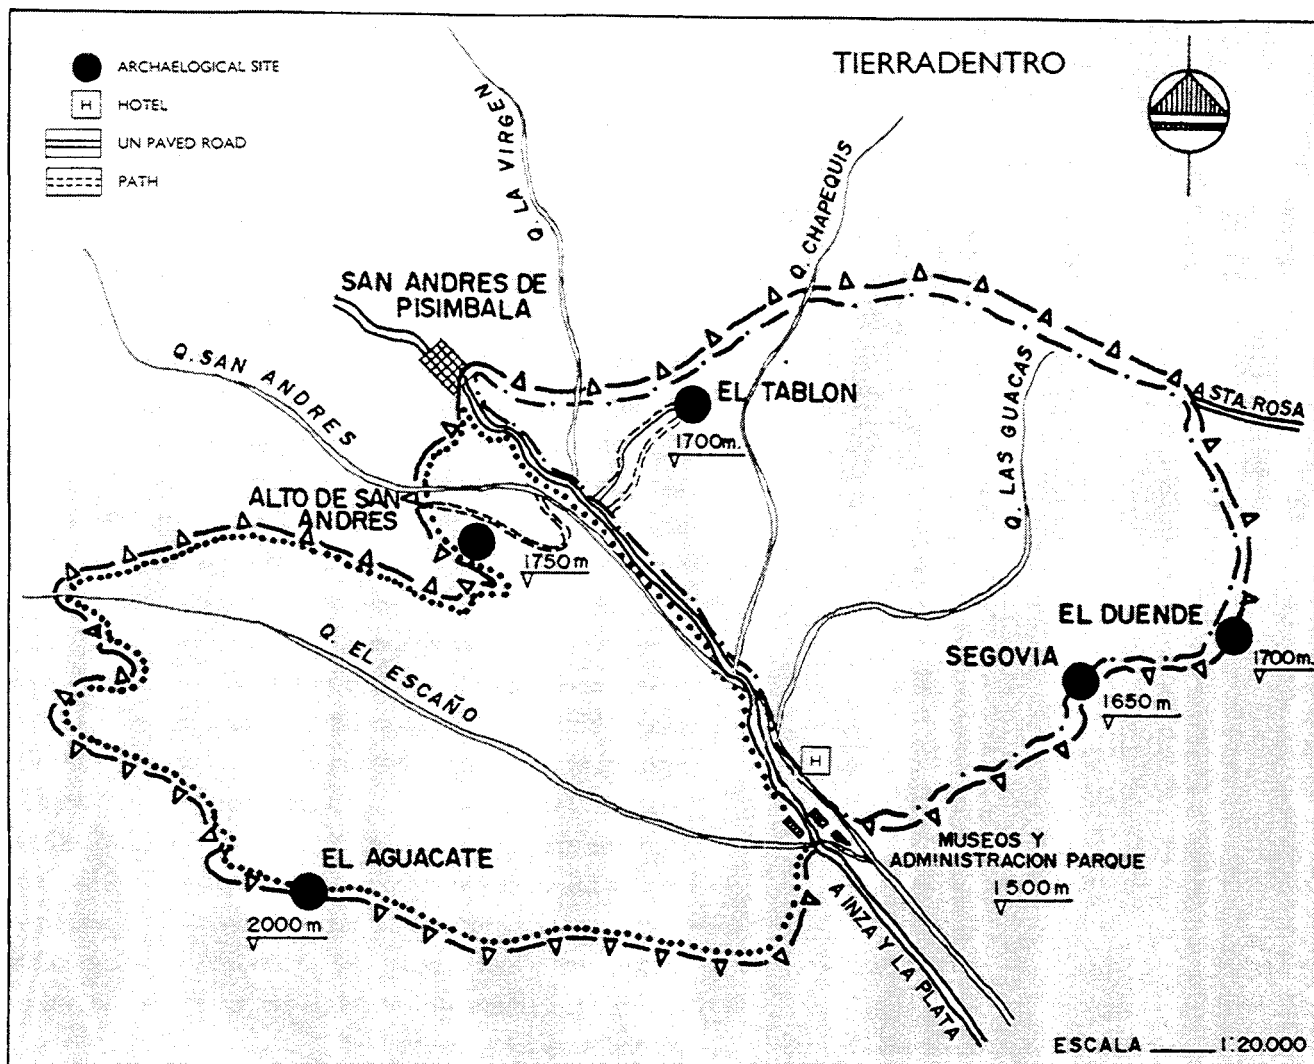 TIERRADENTRO
ARCHAELOGICAL SITE
H HOTEL
UN PAVED ROAD
PATH
Q. LA VIRGEN
Q. CHAPEQUIS
SAN ANDRES DE
PISIMBALA
Q. SAN ANDRES
EL TABLON
1700m.
A STA. ROSA
Q. LAS GUACAS
ALTO DE SAN
ANDRES
1750m
EL DUENDE
1700m.
SEGOVIA
1650m
Q. EL ESCAÑO
H
MUSEOS Y
ADMINISTRACION PARQUE
1500m
EL AGUACATE
2000m
A INZA Y LA PLATA
ESCALA 1:20.000